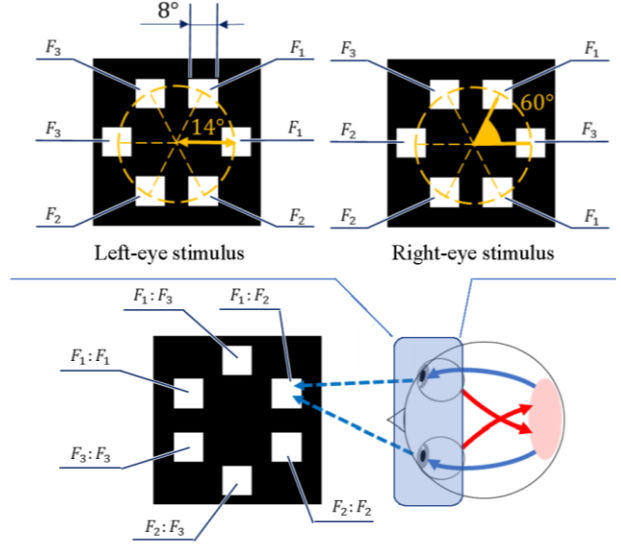 8°
F₃ F₁ F₃ F₁
14° 60°
F₃ F₁ F₂ F₃
F₂ F₂ F₂ F₁
Left-eye stimulus Right-eye stimulus
F₁: F₃ F₁: F₂
F₁: F₁
F₃: F₃
F₂: F₃ F₂: F₂